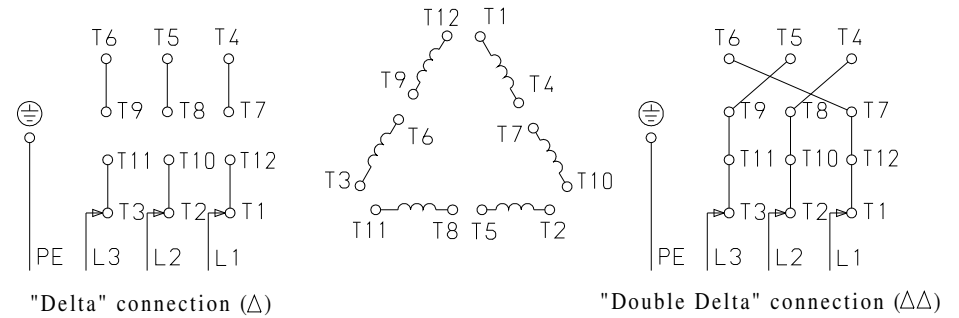 T6 T5 T4
T9 T8 T7
T11 T10 T12
T3 T2 T1
PE L3 L2 L1
"Delta" connection (△)
T12 T1
T9 T4
T6 T7
T3 T10
T11 T8 T5 T2
T6 T5 T4
T9 T8 T7
T11 T10 T12
T3 T2 T1
PE L3 L2 L1
"Double Delta" connection (△△)